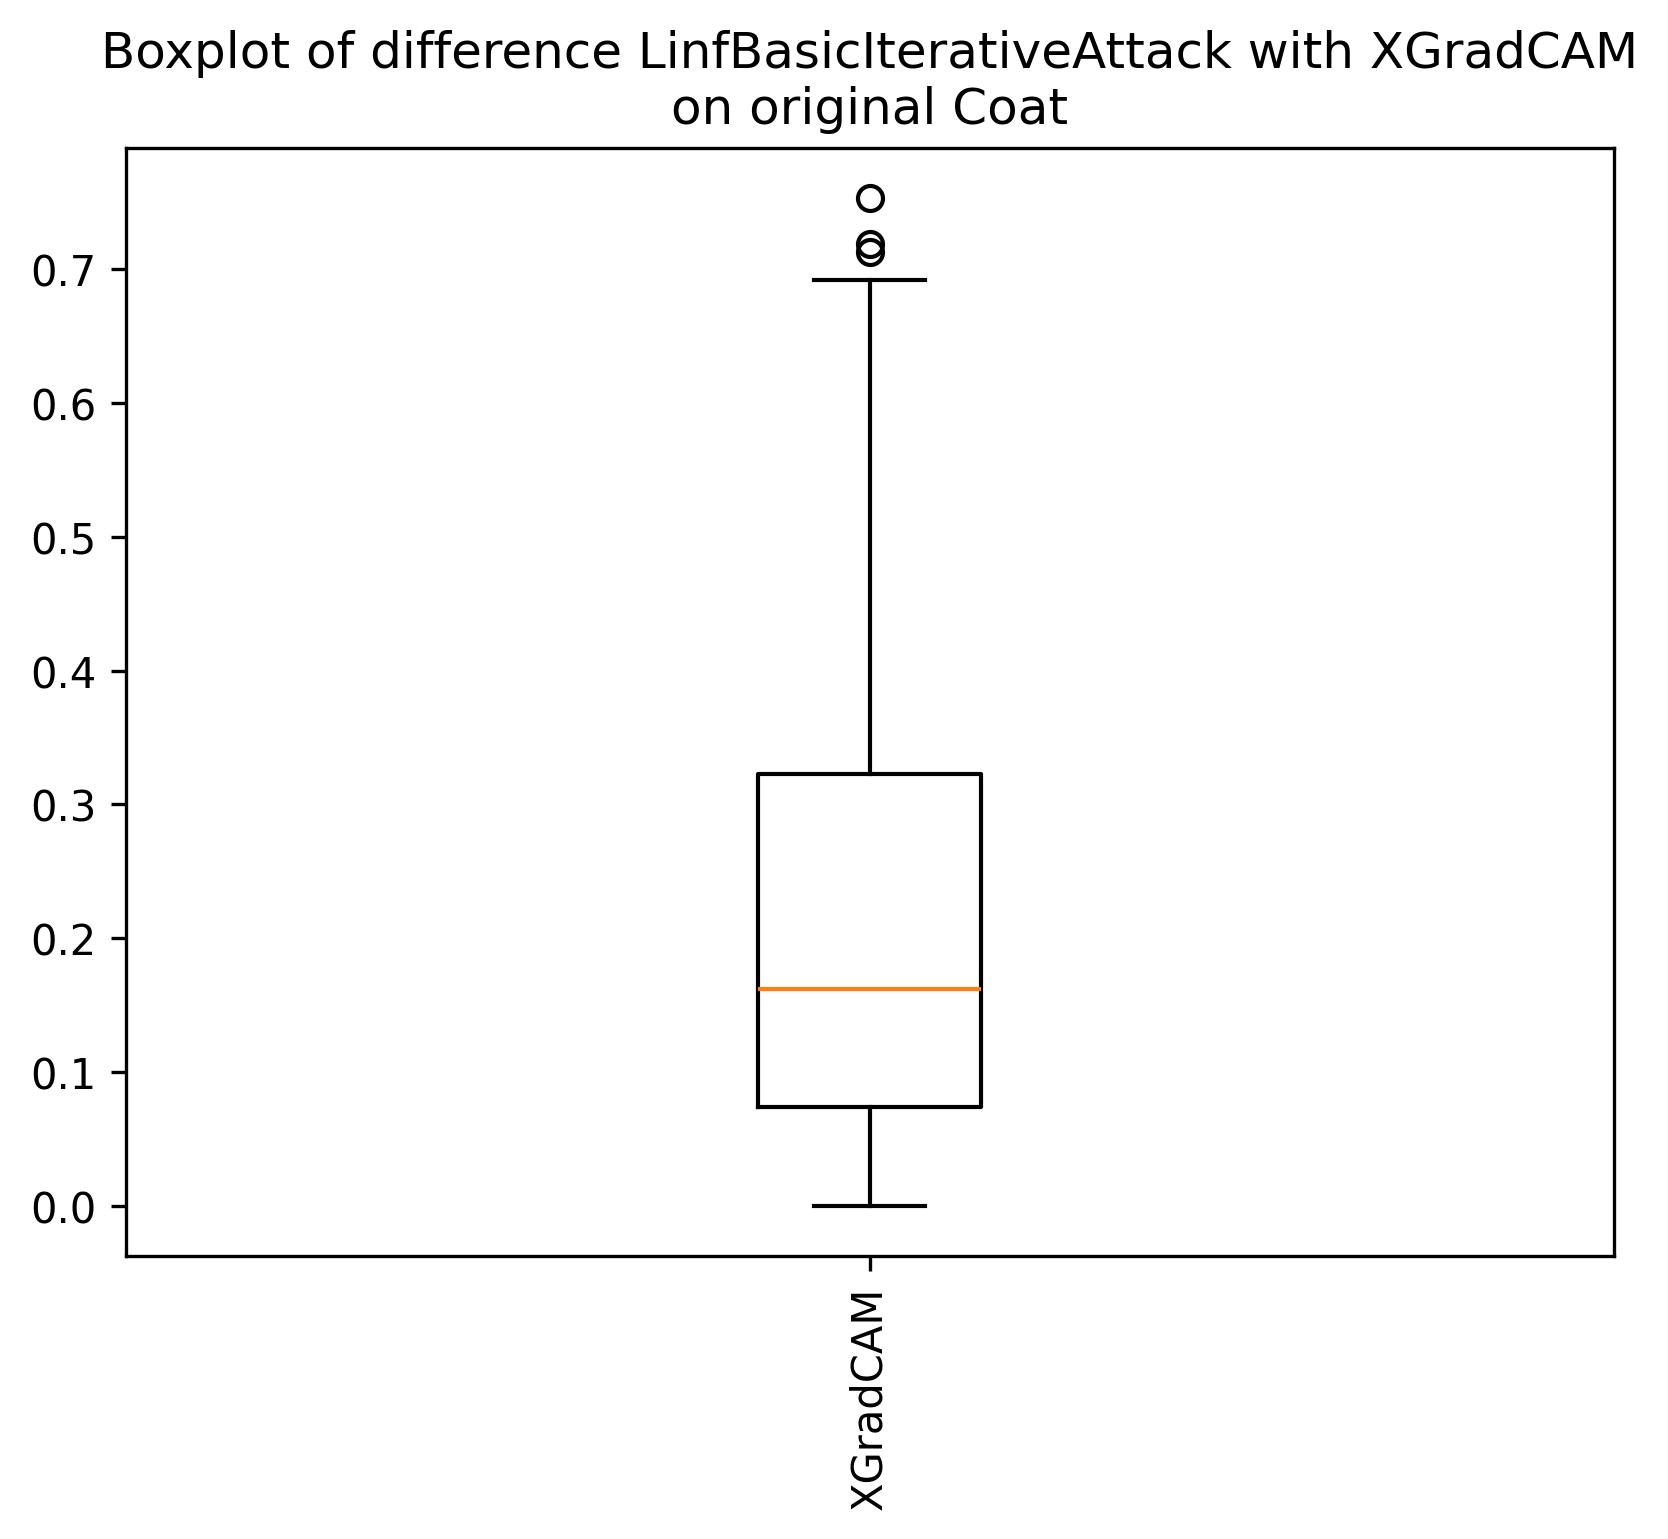 Boxplot of difference LinfBasicIterativeAttack with XGradCAM
on original Coat
0.7
0.6
0.5
0.4
0.3
0.2
0.1
0.0
XGradCAM